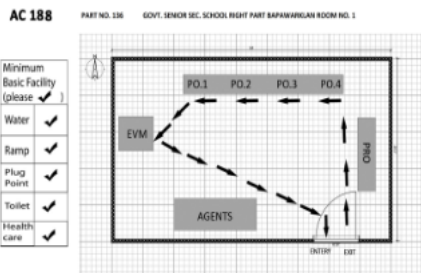 AC 188
PART NO. 136 GOVT. SENIOR SEC. SCHOOL RIGHT PART BAPAWARKLAN ROOM NO. 1
Minimum
Basic Facility
(please ✔ )
Water ✔
Ramp ✔
Plug
Point ✔
Toilet ✔
Health
care ✔
PO.1 PO.2 PO.3 PO.4
EVM
PRO
AGENTS
ENTERY EXIT